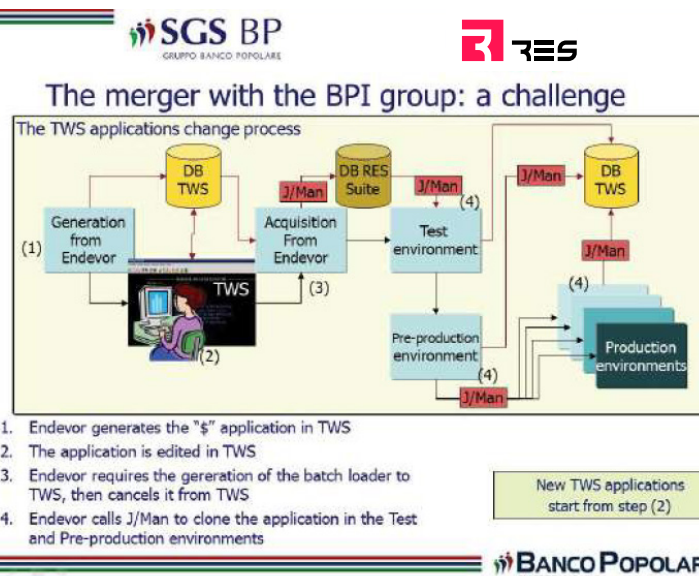 SGS BP
GRUPPO BANCO POPOLARE
RES
The merger with the BPI group: a challenge
The TWS applications change process
DB
TWS
DB RES
Suite
DB
TWS
J/Man
J/Man
J/Man
(4)
Generation
from
Endevor
(1)
Acquisition
From
Endevor
Test
environment
J/Man
TWS
(3)
(4)
(2)
Pre-production
environment
(4)
Production
environments
J/Man
1. Endevor generates the "$" application in TWS
2. The application is edited in TWS
3. Endevor requires the gereration of the batch loader to
TWS, then cancels it from TWS
4. Endevor calls J/Man to clone the application in the Test
and Pre-production environments
New TWS applications
start from step (2)
BANCO POPOLAR